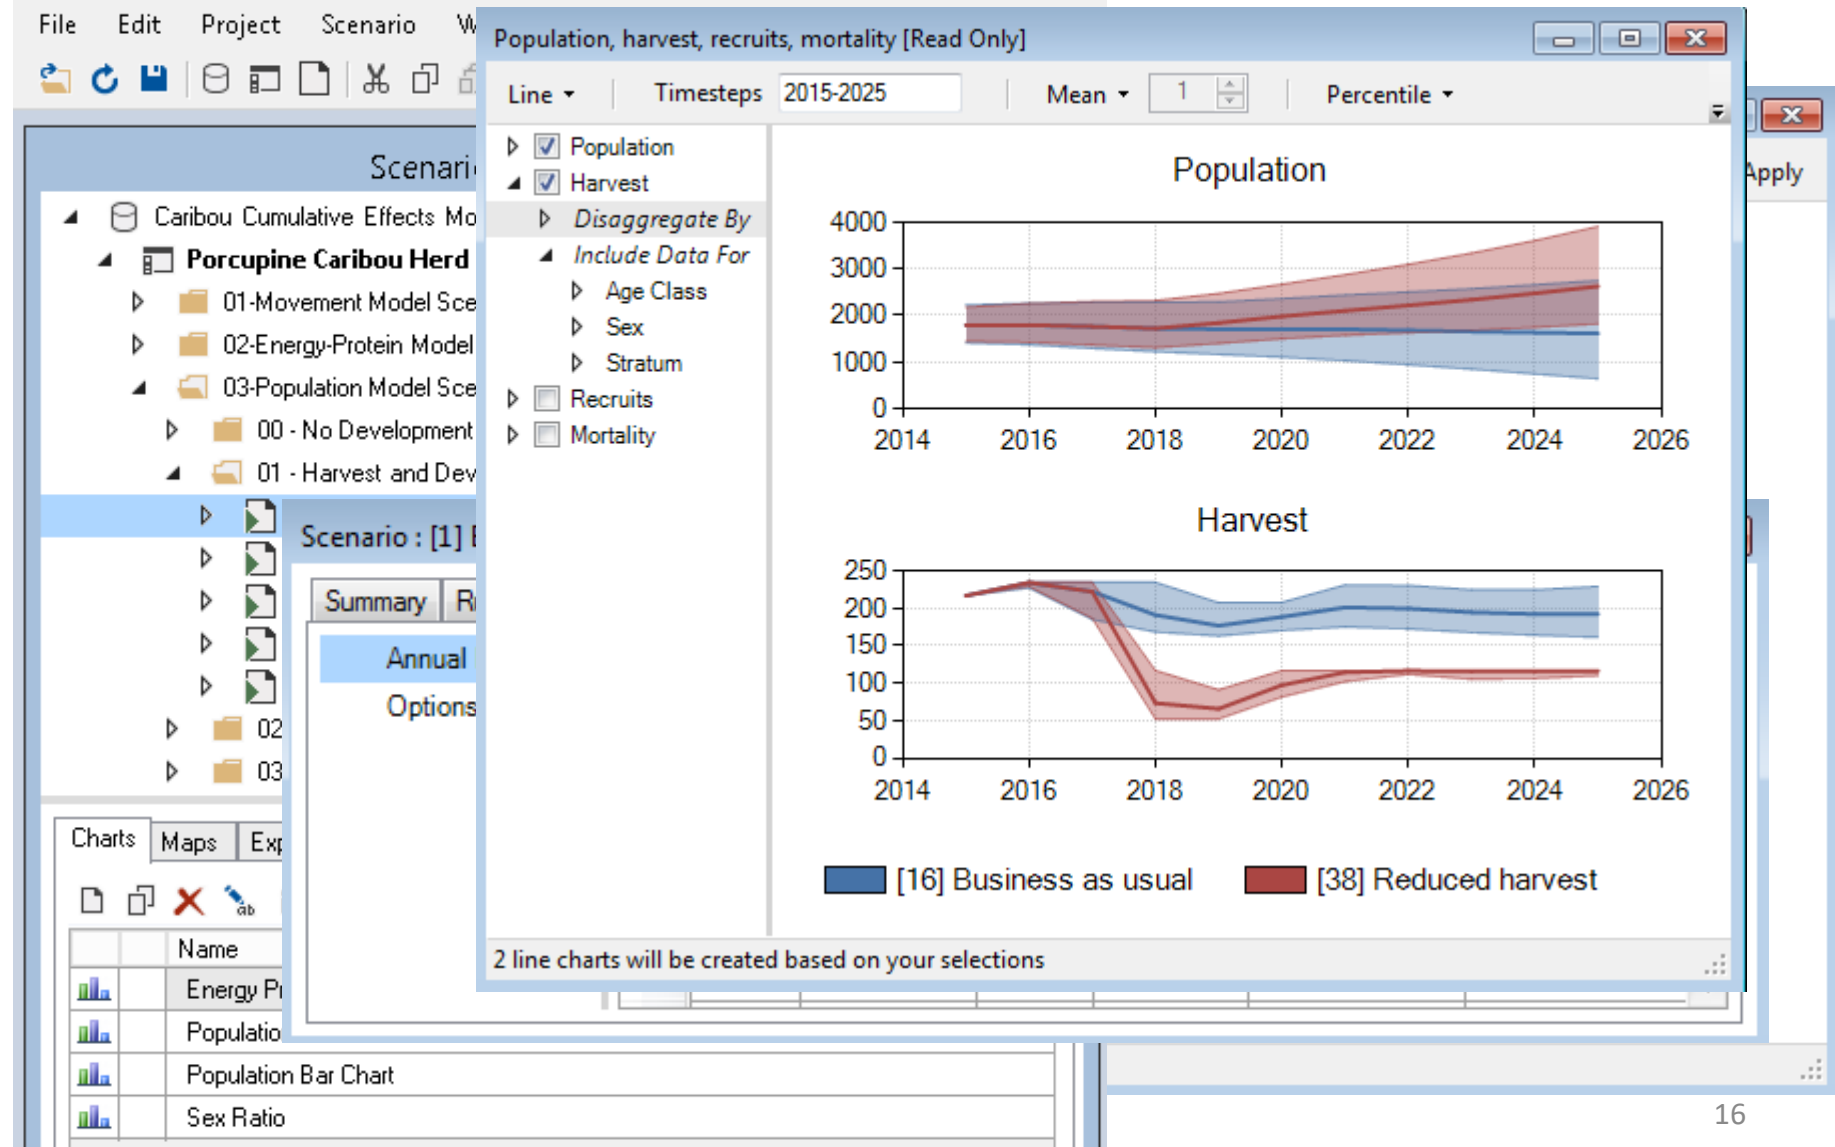 File Edit Project Scenario
Population, harvest, recruits, mortality [Read Only]
Line Timesteps 2015-2025 Mean 1 Percentile
Apply
Caribou Cumulative Effects
Porcupine Caribou Herd
01-Movement Model
02-Energy-Protein Model
03-Population Model
00 - No Development
01 - Harvest and
02
03
Population
Harvest
Disaggregate By
Include Data For
Age Class
Sex
Stratum
Recruits
Mortality
Population
4000
3000
2000
1000
0
2014 2016 2018 2020 2022 2024 2026
Harvest
250
200
150
100
50
0
2014 2016 2018 2020 2022 2024 2026
[16] Business as usual [38] Reduced harvest
2 line charts will be created based on your selections
Scenario : [1]
Summary
Annual
Options
Charts Maps
Name
Energy
Population Bar Chart
Sex Ratio
16